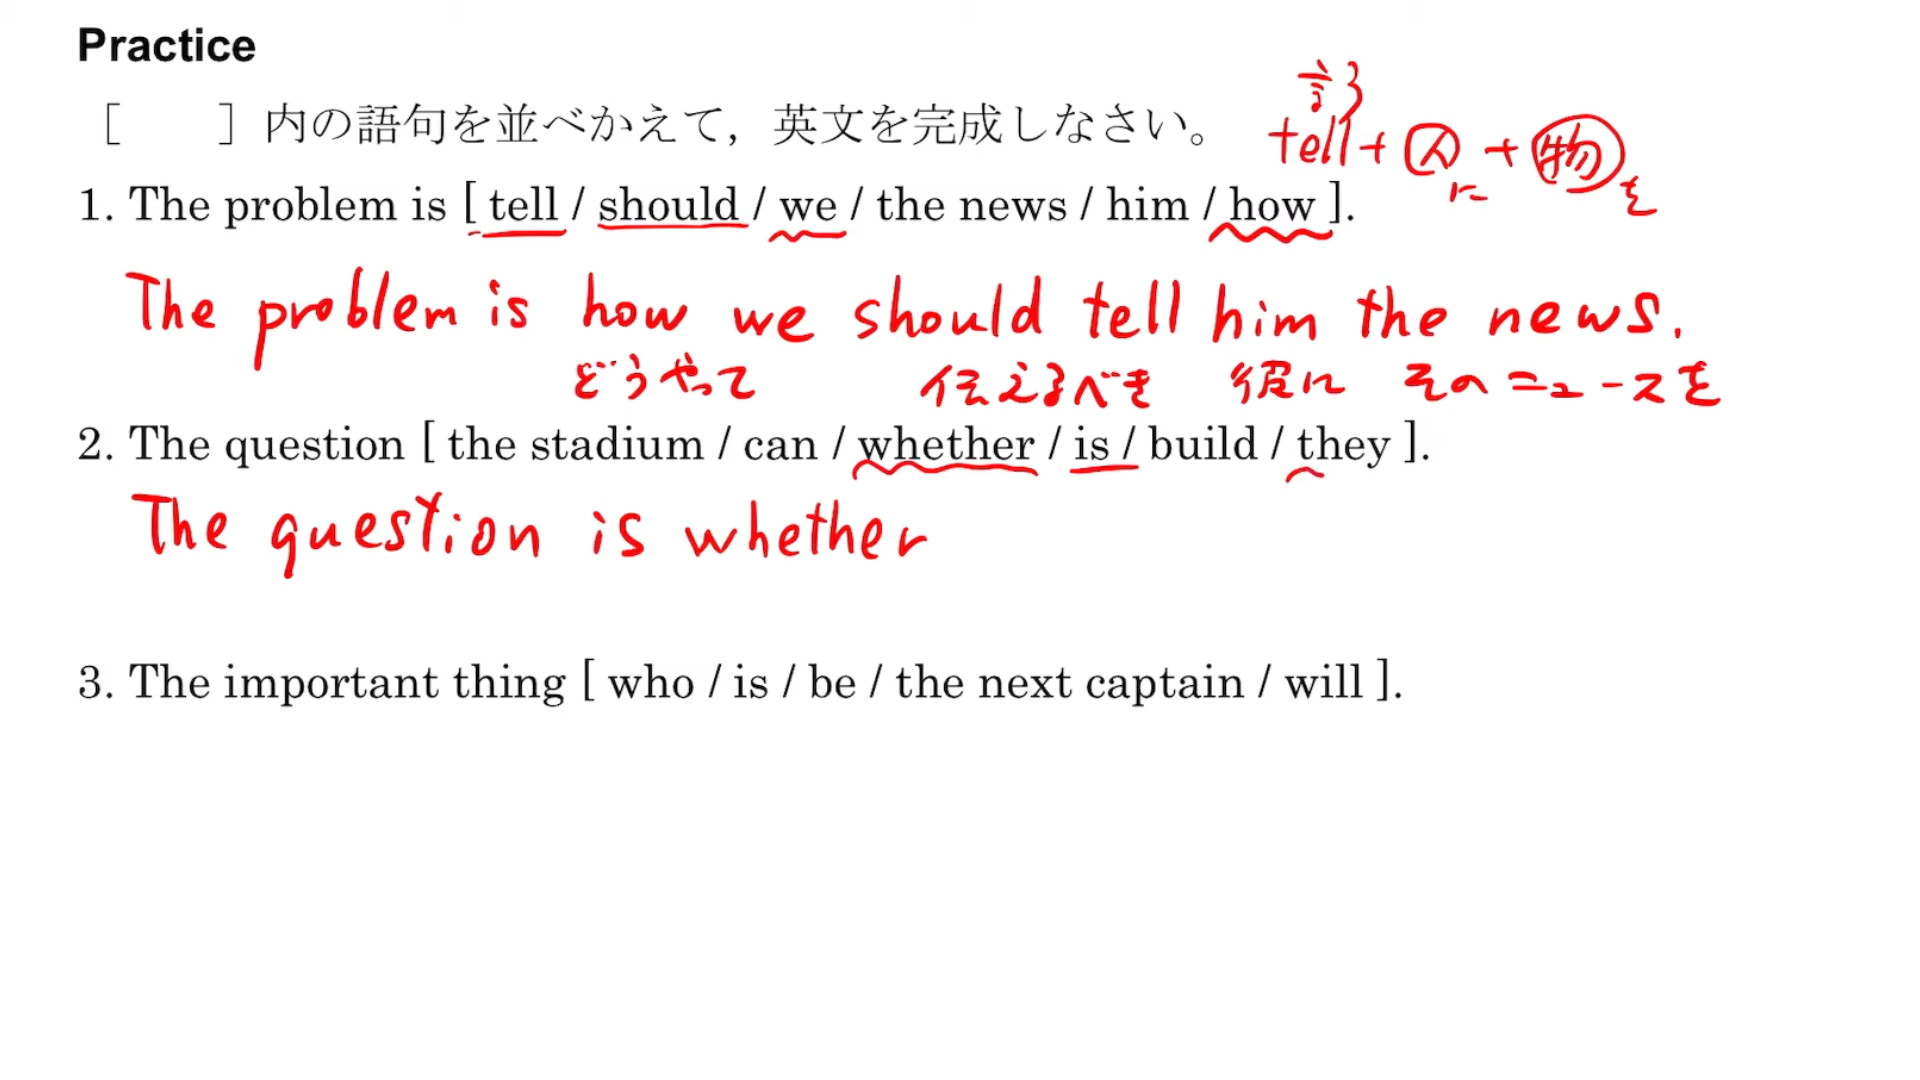 Practice
[ ] 内の語句を並べかえて，英文を完成しなさい。
言う
tell + 人 + 物
に を
1. The problem is [ tell / should / we / the news / him / how ].
The problem is how we should tell him the news.
どうやって 伝えるべき 彼に そのニュースを
2. The question [ the stadium / can / whether / is / build / they ].
The question is whether
3. The important thing [ who / is / be / the next captain / will ].